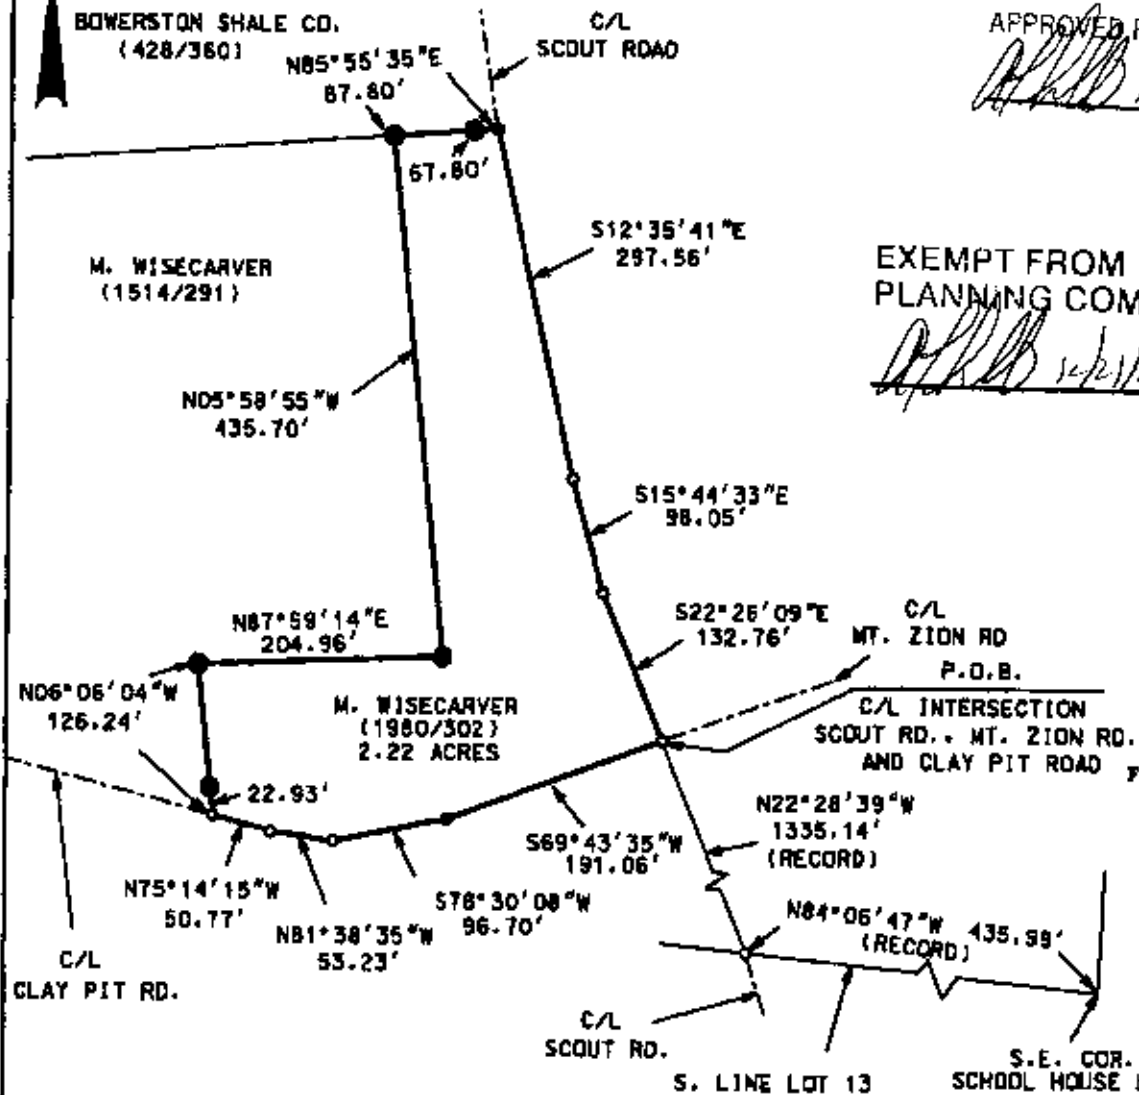 BOWERSTON SHALE CO.
(428/360)
C/L
SCOUT ROAD
APPROVED
N85°55'35"E
87.80'
67.80'
S12°35'41"E
297.56'
M. WISECARVER
(1514/291)
EXEMPT FROM
PLANNING COM
12/21/
N05°58'55"W
435.70'
S15°44'33"E
98.05'
N87°59'14"E
204.96'
S22°26'09"E
132.76'
C/L
MT. ZION RD
P.O.B.
N06°06'04"W
126.24'
M. WISECARVER
(1980/302)
2.22 ACRES
C/L INTERSECTION
SCOUT RD., MT. ZION RD.
AND CLAY PIT ROAD
22.93'
N22°28'39"W
1335.14'
(RECORD)
S69°43'35"W
191.06'
N75°14'15"W
50.77'
S78°30'08"W
96.70'
N81°38'35"W
53.23'
N84°06'47"W 435.99'
(RECORD)
C/L
CLAY PIT RD.
C/L
SCOUT RD.
S. LINE LOT 13
S.E. COR.
SCHOOL HOUSE